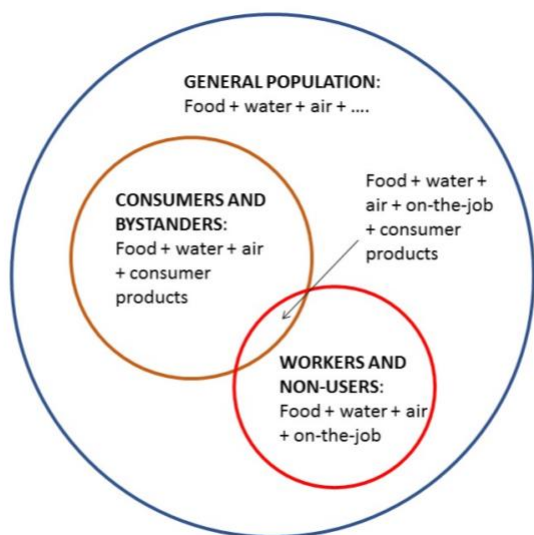 GENERAL POPULATION:
Food + water + air + ....
CONSUMERS AND
BYSTANDERS:
Food + water + air
+ consumer
products
Food + water +
air + on-the-job
+ consumer
products
WORKERS AND
NON-USERS:
Food + water + air
+ on-the-job